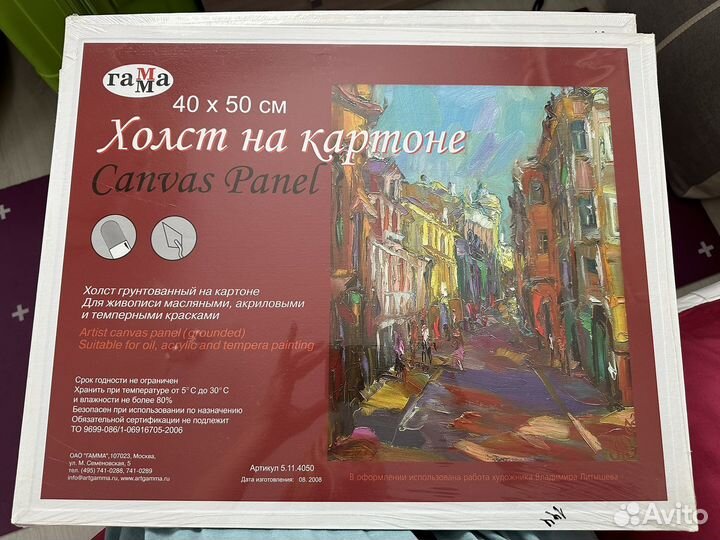 гаММа
40 х 50 см
Холст на картоне
Canvas Panel
Холст грунтованный на картоне
Для живописи масляными, акриловыми
и темперными красками
Artist canvas panel (grounded)
Suitable for oil, acrylic and tempera painting
Срок годности не ограничен
Хранить при температуре от 5°С до 30°С
и влажности не более 80%
Безопасен при использовании по назначению
Обязательной сертификации не подлежит
ТО 9699-086/1-06916705-2006
ОАО "ГАММА",107023, Москва,
ул. М. Семеновская, 5
тел. (495) 741-0288, 741-0289
info@artgamma.ru, www.artgamma.ru
Артикул 5.11.4050
Дата изготовления: 08. 2008
В оформлении использована работа художника Владимира Литышева
Avito